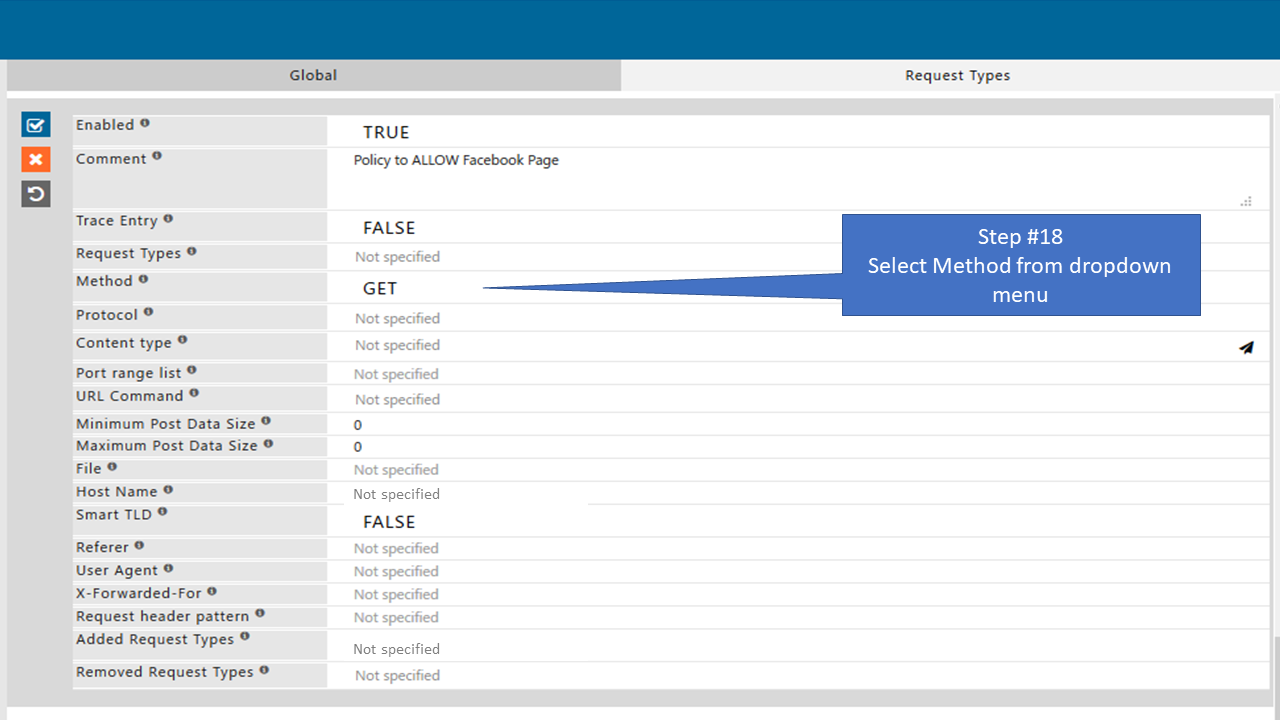 Global
Request Types
Enabled
TRUE
Comment
Policy to ALLOW Facebook Page
Trace Entry
FALSE
Step #18
Select Method from dropdown
menu
Request Types
Not specified
Method
GET
Protocol
Not specified
Content type
Not specified
Port range list
Not specified
URL Command
Not specified
Minimum Post Data Size
0
Maximum Post Data Size
0
File
Not specified
Host Name
Not specified
Smart TLD
FALSE
Referer
Not specified
User Agent
Not specified
X-Forwarded-For
Not specified
Request header pattern
Not specified
Added Request Types
Not specified
Removed Request Types
Not specified